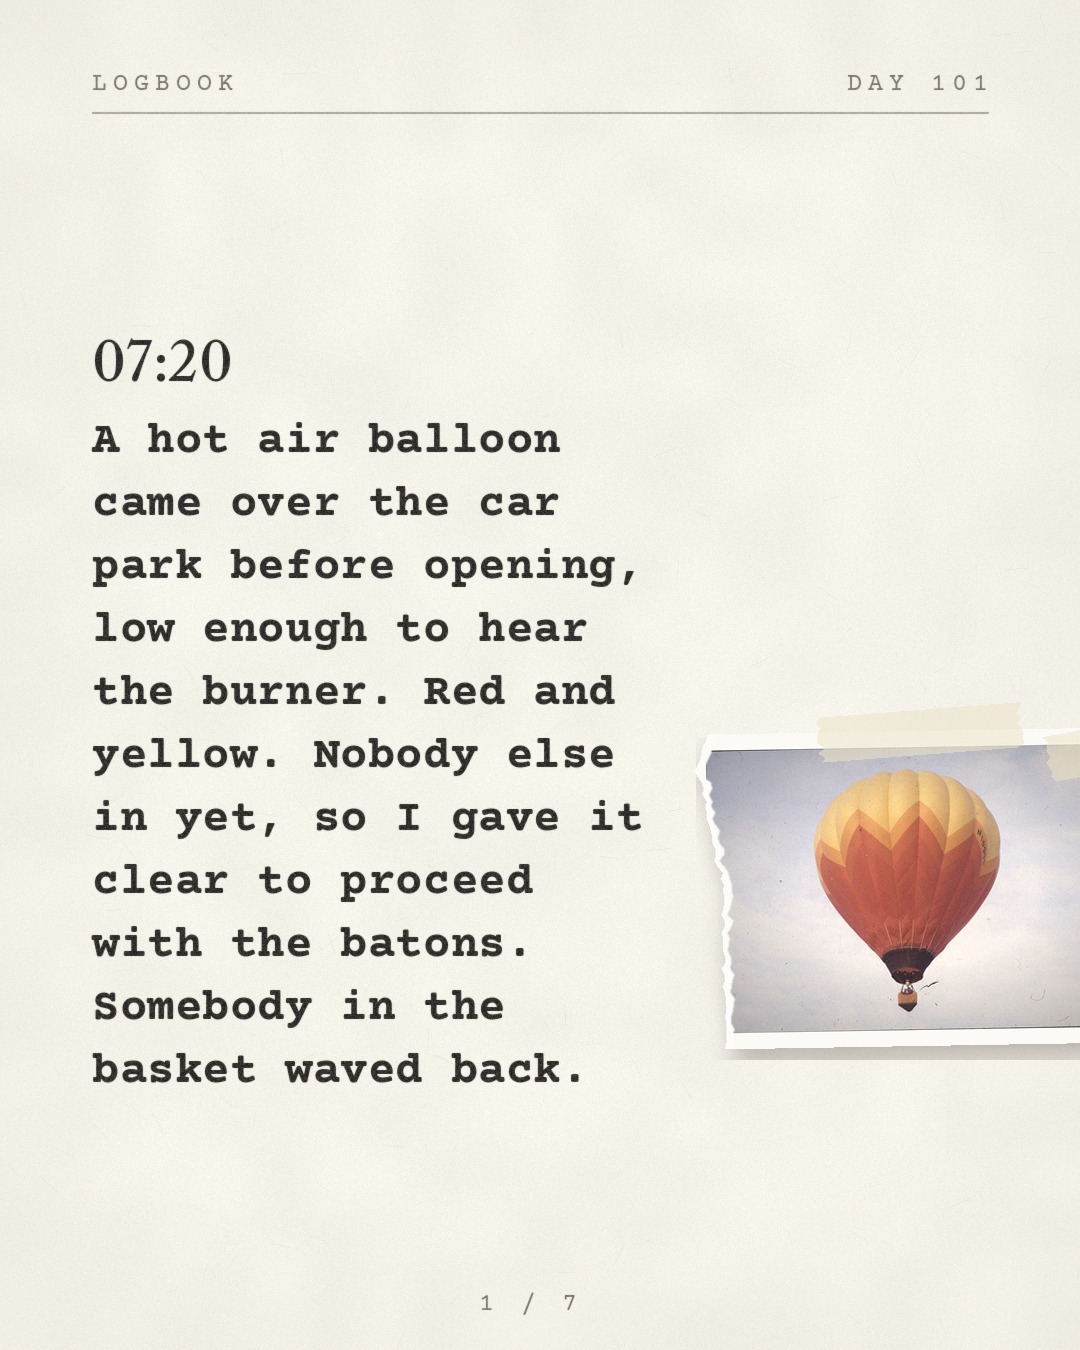 LOGBOOK
DAY 101
07:20
A hot air balloon
came over the car
park before opening,
low enough to hear
the burner. Red and
yellow. Nobody else
in yet, so I gave it
clear to proceed
with the batons.
Somebody in the
basket waved back.
1 / 7